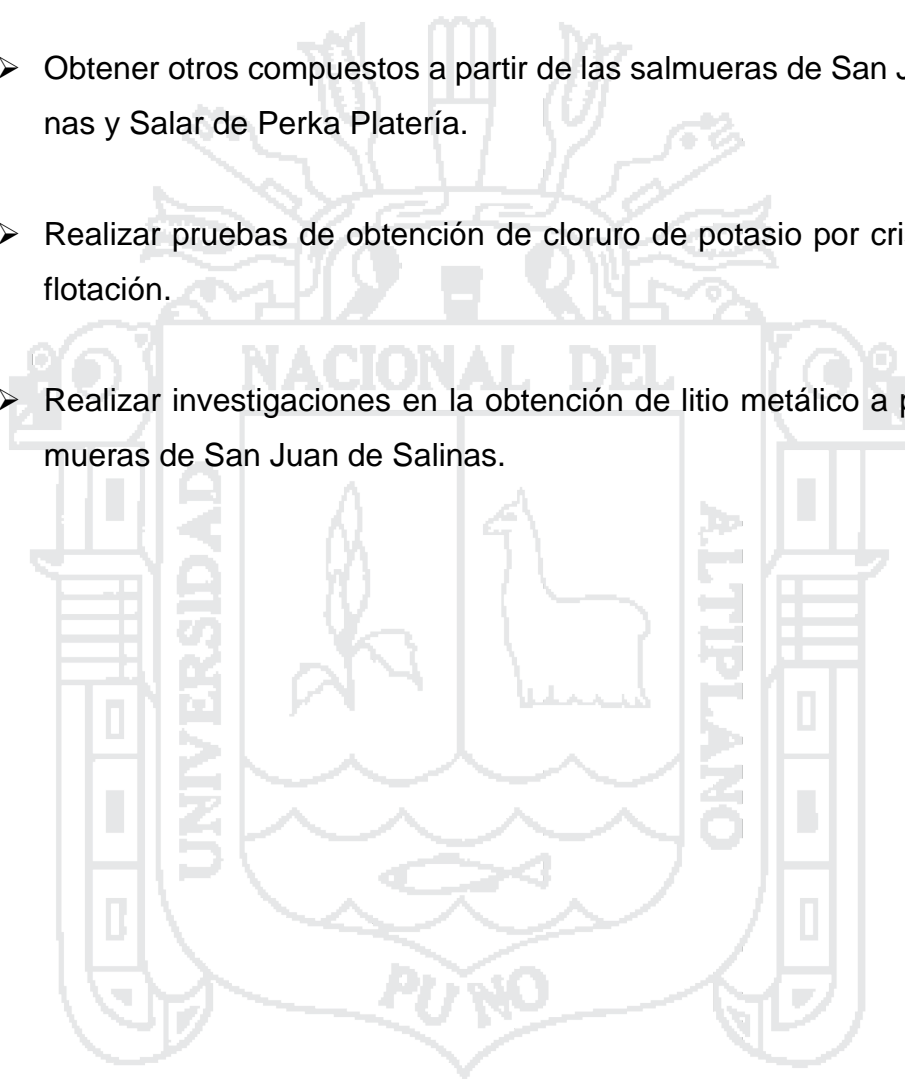 ➢ Obtener otros compuestos a partir de las salmueras de San J
nas y Salar de Perka Platería.
➢ Realizar pruebas de obtención de cloruro de potasio por cri
flotación.
➢ Realizar investigaciones en la obtención de litio metálico a p
mueras de San Juan de Salinas.
NACIONAL DEL
UNIVERSIDAD
ALTIPLANO
PUNO